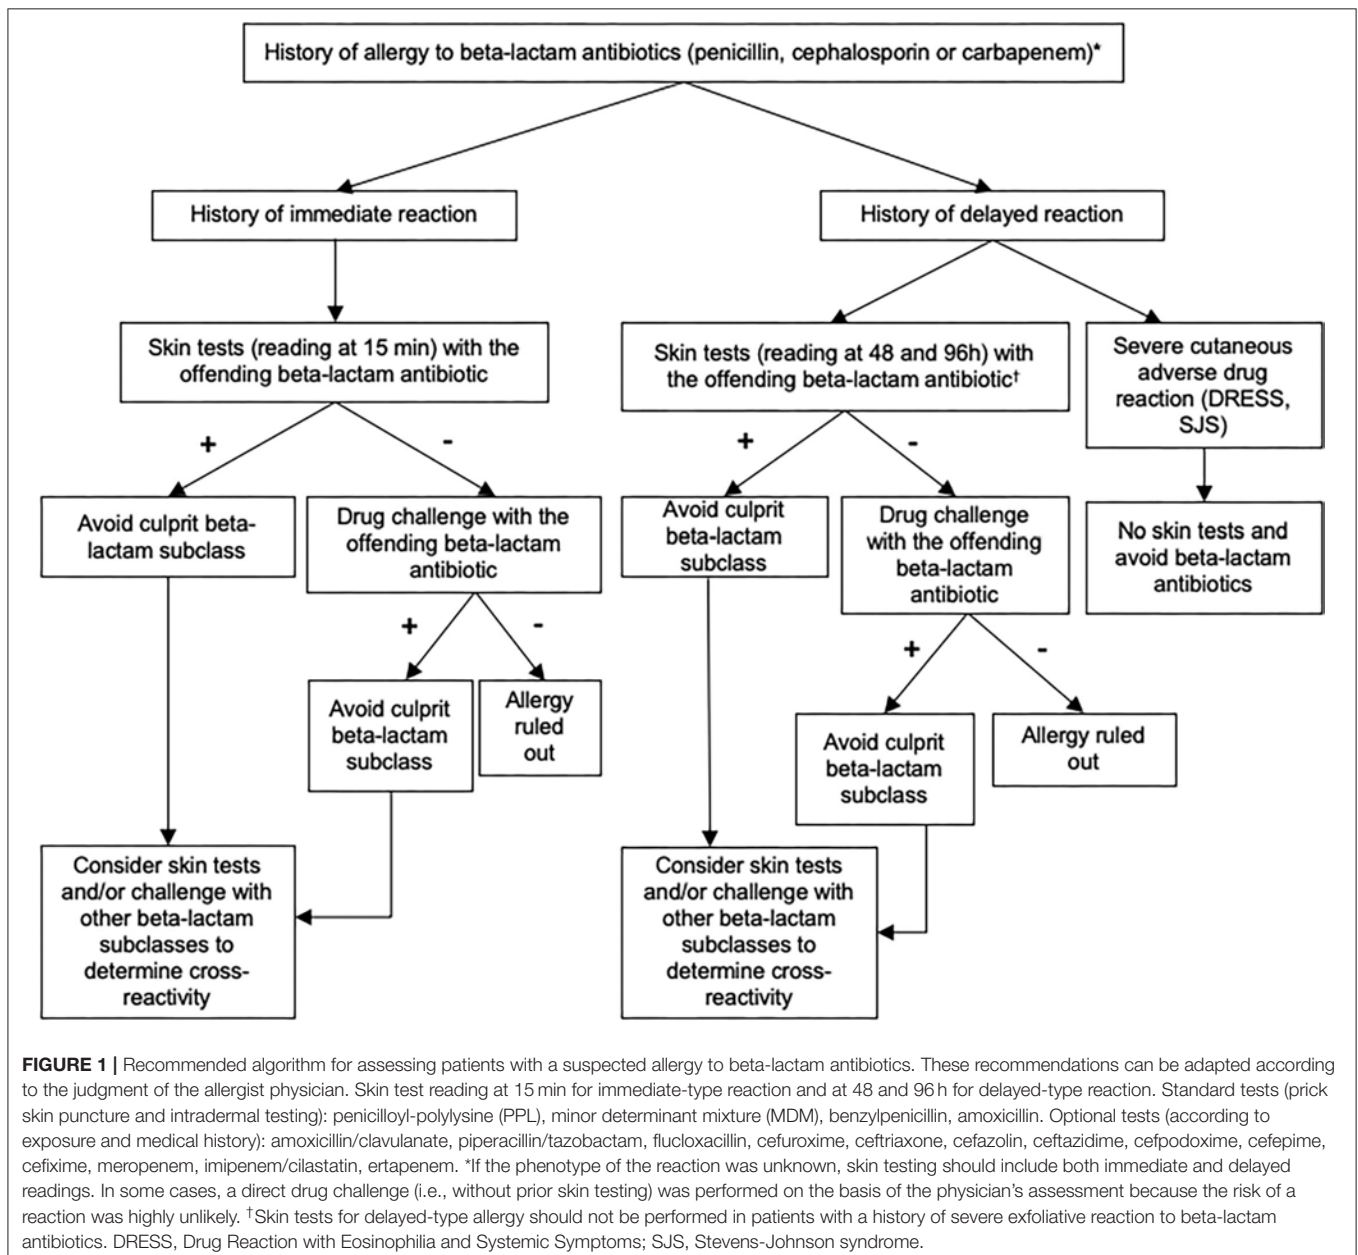 History of allergy to beta-lactam antibiotics (penicillin, cephalosporin or carbapenem)*
History of immediate reaction
History of delayed reaction
Skin tests (reading at 15 min) with the
offending beta-lactam antibiotic
Skin tests (reading at 48 and 96h) with
the offending beta-lactam antibiotic†
Severe cutaneous
adverse drug
reaction (DRESS,
SJS)
+
-
+
-
Avoid culprit beta-
lactam subclass
Drug challenge with the
offending beta-lactam
antibiotic
Avoid culprit
beta-lactam
subclass
Drug challenge
with the offending
beta-lactam
antibiotic
No skin tests and
avoid beta-lactam
antibiotics
+
-
+
-
Avoid culprit
beta-lactam
subclass
Allergy
ruled
out
Avoid culprit
beta-lactam
subclass
Allergy ruled
out
Consider skin tests
and/or challenge with
other beta-lactam
subclasses to
determine cross-
reactivity
Consider skin tests
and/or challenge with
other beta-lactam
subclasses to
determine cross-
reactivity
FIGURE 1 | Recommended algorithm for assessing patients with a suspected allergy to beta-lactam antibiotics. These recommendations can be adapted according
to the judgment of the allergist physician. Skin test reading at 15 min for immediate-type reaction and at 48 and 96 h for delayed-type reaction. Standard tests (prick
skin puncture and intradermal testing): penicilloyl-polylysine (PPL), minor determinant mixture (MDM), benzylpenicillin, amoxicillin. Optional tests (according to
exposure and medical history): amoxicillin/clavulanate, piperacillin/tazobactam, flucloxacillin, cefuroxime, ceftriaxone, cefazolin, ceftazidime, cefpodoxime, cefepime,
cefixime, meropenem, imipenem/cilastatin, ertapenem. *If the phenotype of the reaction was unknown, skin testing should include both immediate and delayed
readings. In some cases, a direct drug challenge (i.e., without prior skin testing) was performed on the basis of the physician's assessment because the risk of a
reaction was highly unlikely. †Skin tests for delayed-type allergy should not be performed in patients with a history of severe exfoliative reaction to beta-lactam
antibiotics. DRESS, Drug Reaction with Eosinophilia and Systemic Symptoms; SJS, Stevens-Johnson syndrome.